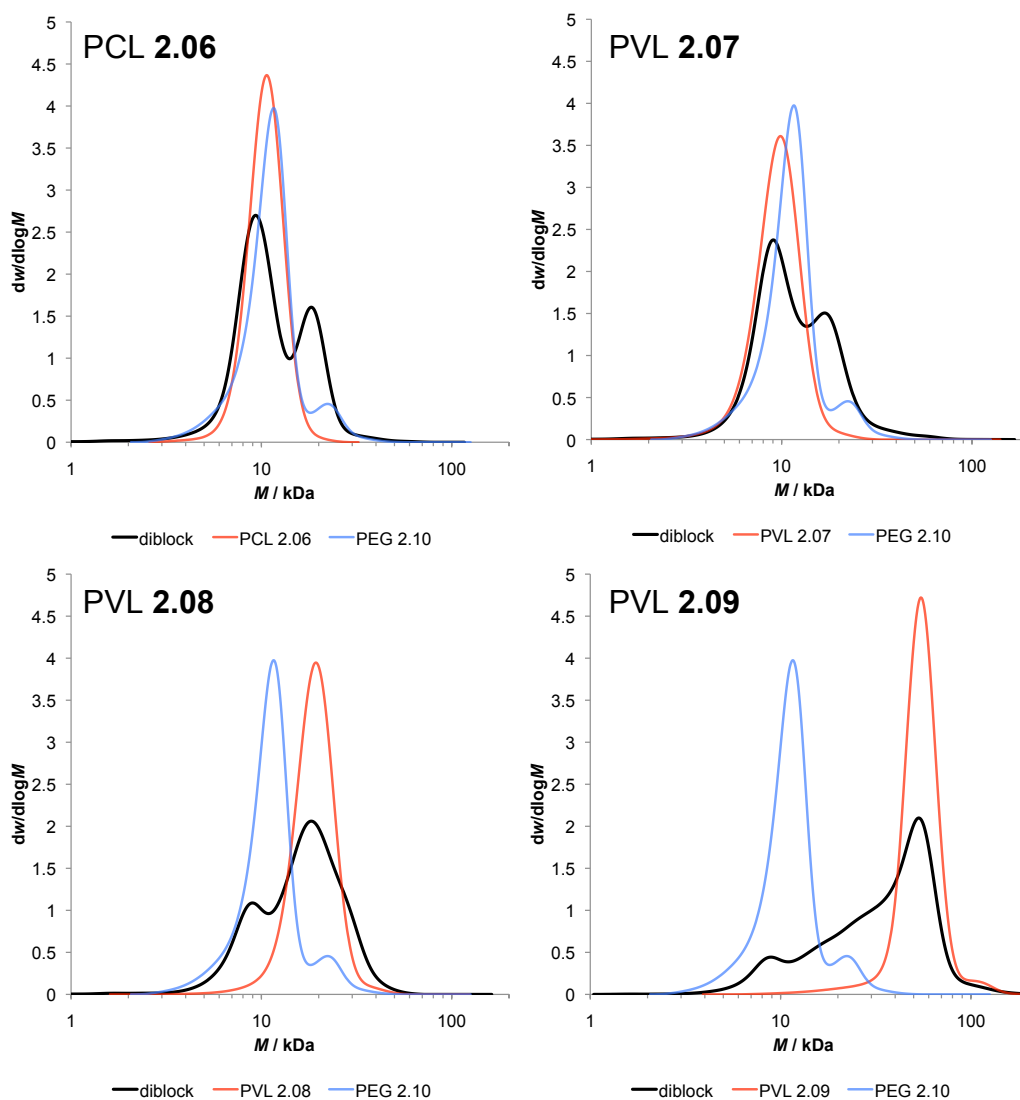 PCL 2.06
5
4.5
4
3.5
3
2.5
2
1.5
1
0.5
0
dw/dlogM
1 10 100
M / kDa
diblock PCL 2.06 PEG 2.10
PVL 2.07
5
4.5
4
3.5
3
2.5
2
1.5
1
0.5
0
dw/dlogM
1 10 100
M / kDa
diblock PVL 2.07 PEG 2.10
PVL 2.08
5
4.5
4
3.5
3
2.5
2
1.5
1
0.5
0
dw/dlogM
1 10 100
M / kDa
diblock PVL 2.08 PEG 2.10
PVL 2.09
5
4.5
4
3.5
3
2.5
2
1.5
1
0.5
0
dw/dlogM
1 10 100
M / kDa
diblock PVL 2.09 PEG 2.10